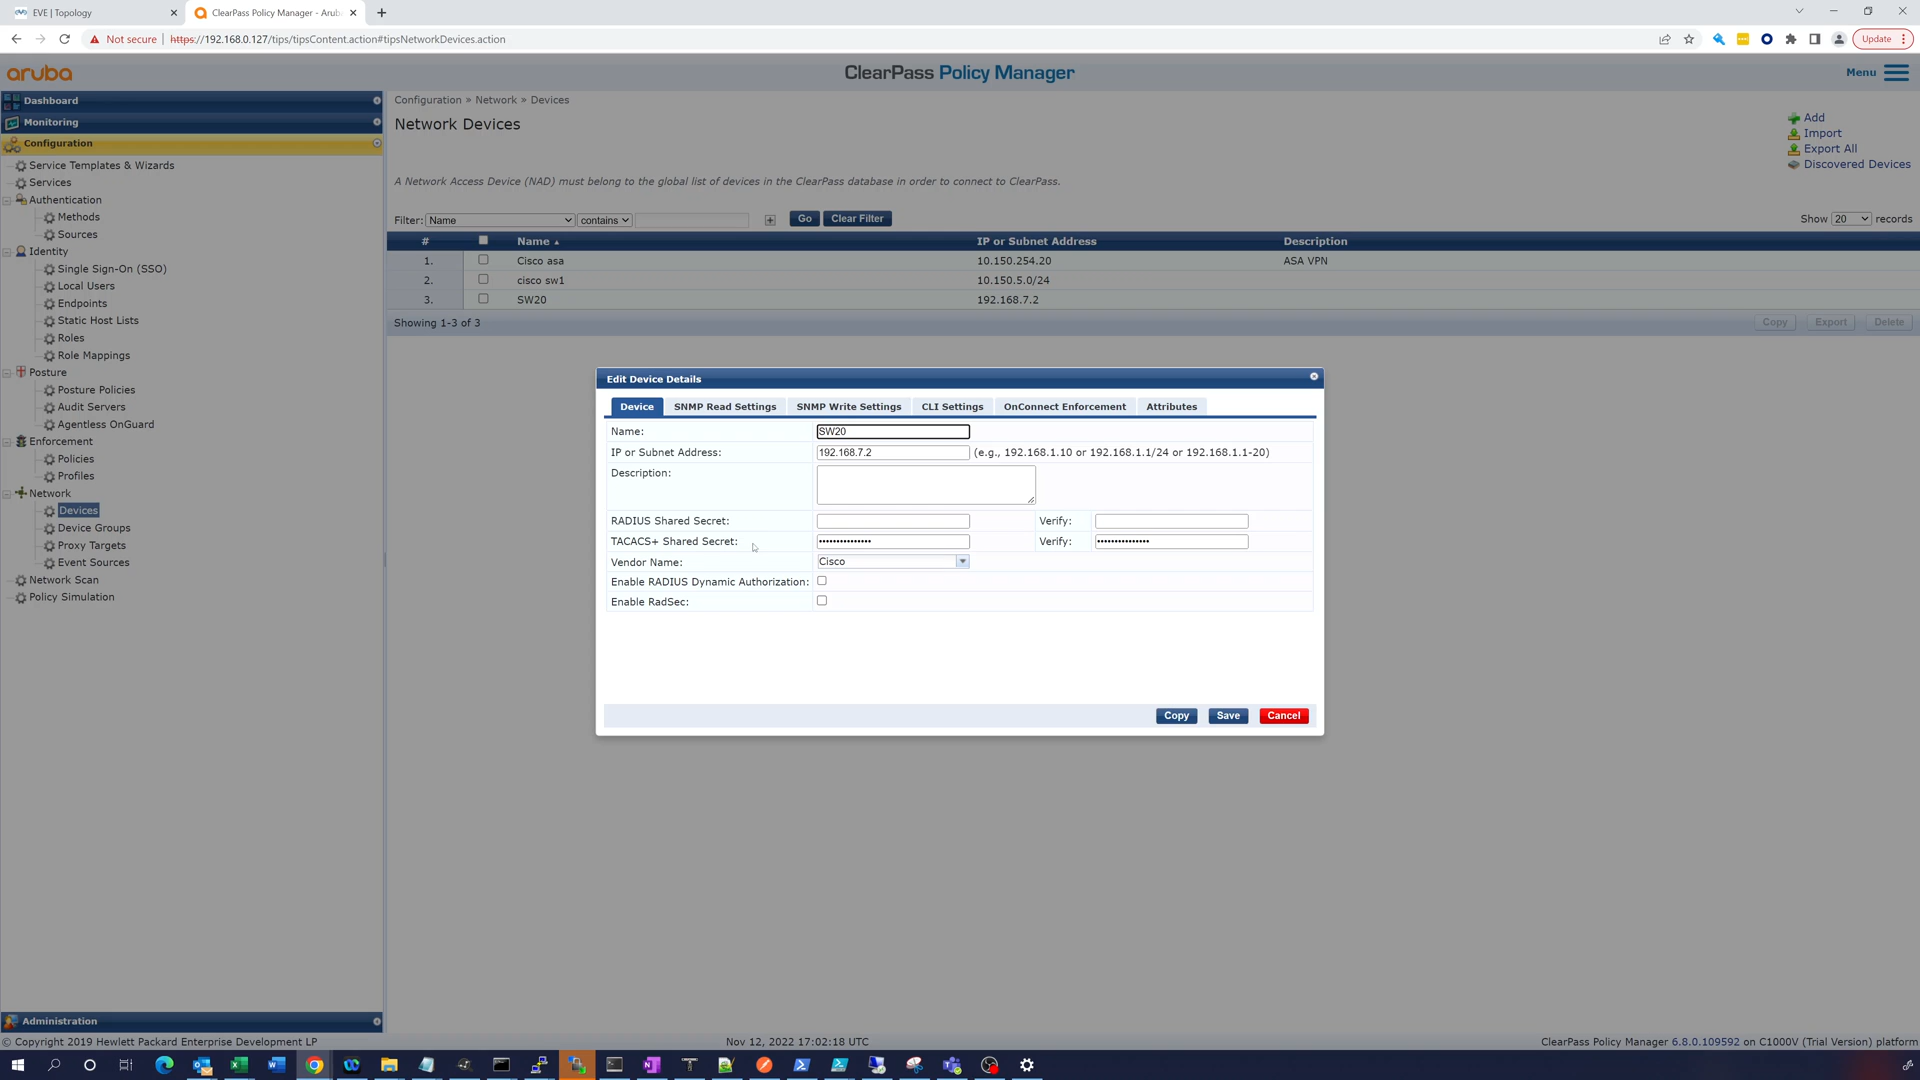 EVE | Topology
ClearPass Policy Manager - Aruba
Not secure
https://192.168.0.127/tips/tipsContent.action#tipsNetworkDevices.action
Update
aruba
ClearPass Policy Manager
Menu
Dashboard
Monitoring
Configuration
Service Templates & Wizards
Services
Authentication
Methods
Sources
Identity
Single Sign-On (SSO)
Local Users
Endpoints
Static Host Lists
Roles
Role Mappings
Posture
Posture Policies
Audit Servers
Agentless OnGuard
Enforcement
Policies
Profiles
Network
Devices
Device Groups
Proxy Targets
Event Sources
Network Scan
Policy Simulation
Administration
Configuration » Network » Devices
Network Devices
Add
Import
Export All
Discovered Devices
A Network Access Device (NAD) must belong to the global list of devices in the ClearPass database in order to connect to ClearPass.
Filter: Name contains Go Clear Filter Show 20 records
# Name IP or Subnet Address Description
1. Cisco asa 10.150.254.20 ASA VPN
2. cisco sw1 10.150.5.0/24
3. SW20 192.168.7.2
Showing 1-3 of 3 Copy Export Delete
Edit Device Details
Device SNMP Read Settings SNMP Write Settings CLI Settings OnConnect Enforcement Attributes
Name: SW20
IP or Subnet Address: 192.168.7.2 (e.g., 192.168.1.10 or 192.168.1.1/24 or 192.168.1.1-20)
Description:
RADIUS Shared Secret: Verify:
TACACS+ Shared Secret: ••••••••••••••• Verify: •••••••••••••••
Vendor Name: Cisco
Enable RADIUS Dynamic Authorization:
Enable RadSec:
Copy Save Cancel
© Copyright 2019 Hewlett Packard Enterprise Development LP Nov 12, 2022 17:02:18 UTC ClearPass Policy Manager 6.8.0.109592 on C1000V (Trial Version) platform